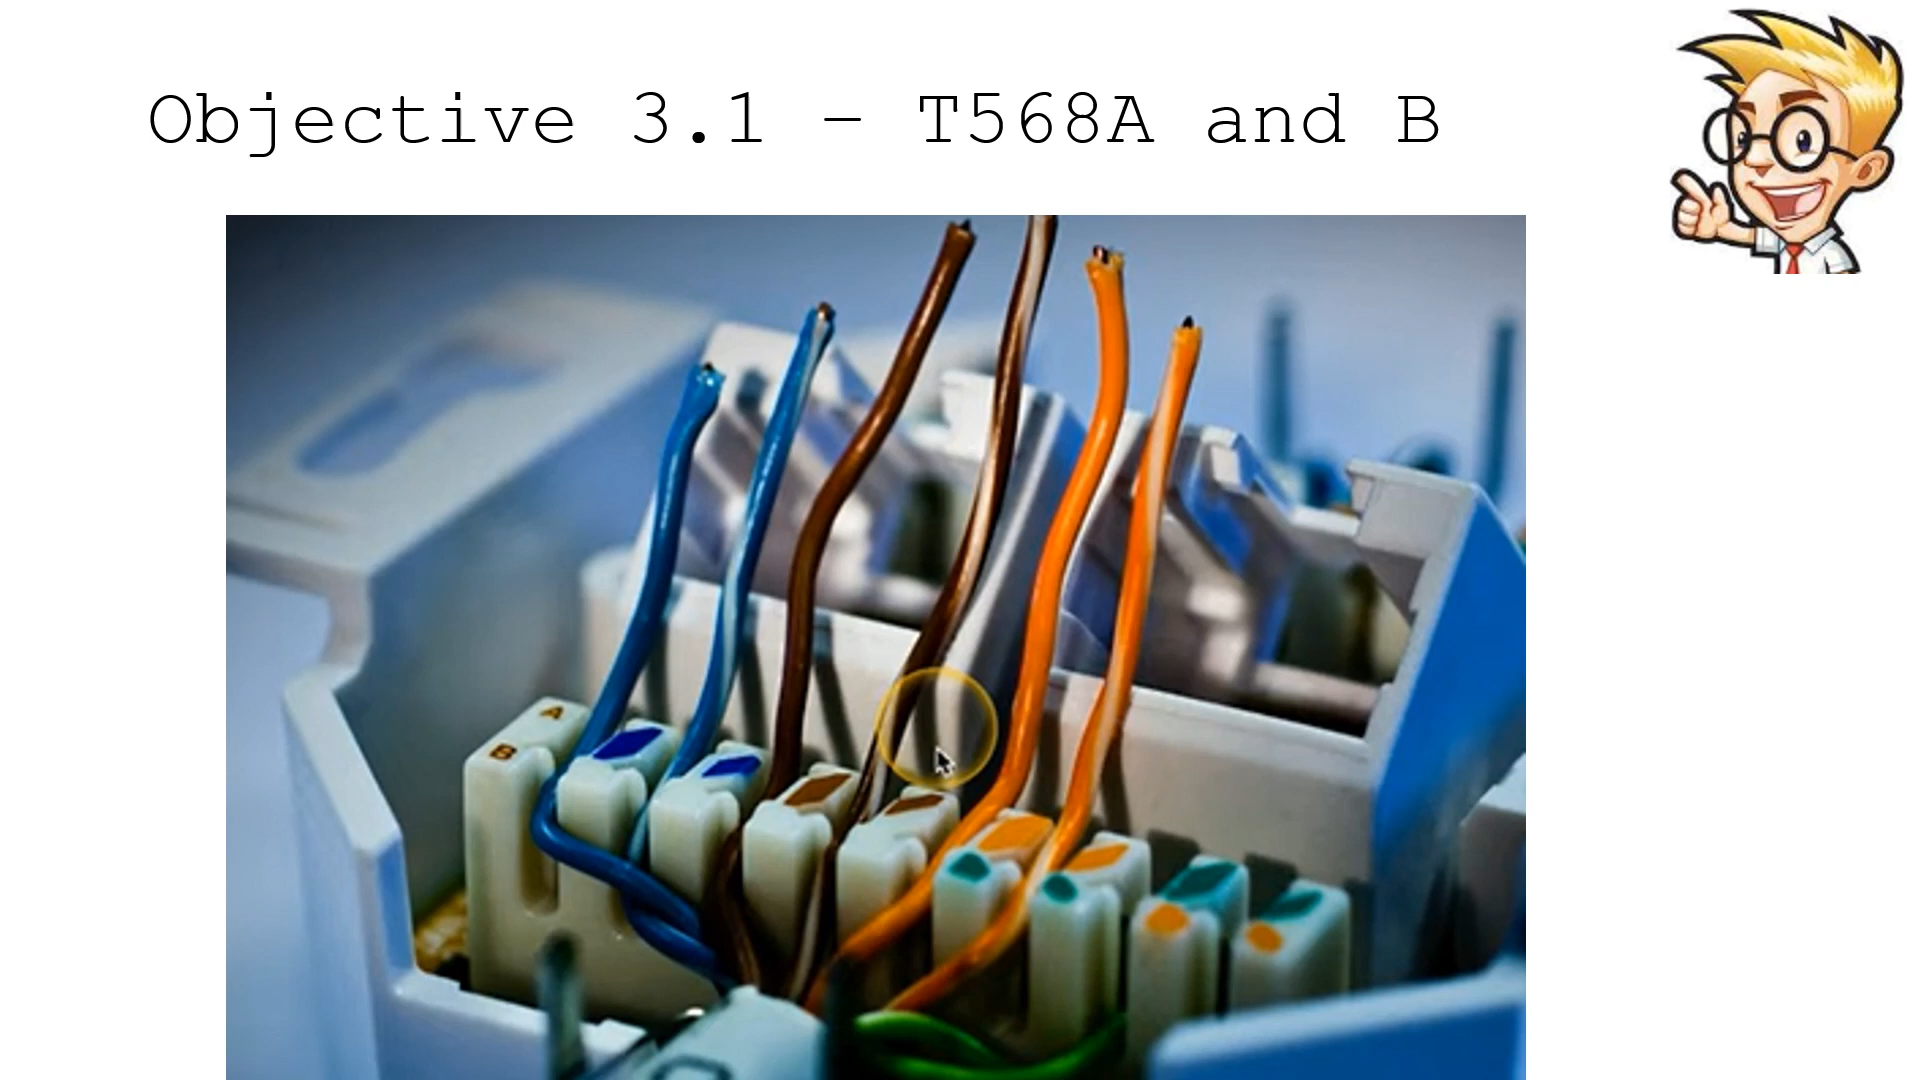 Objective 3.1 – T568A and B
A
B